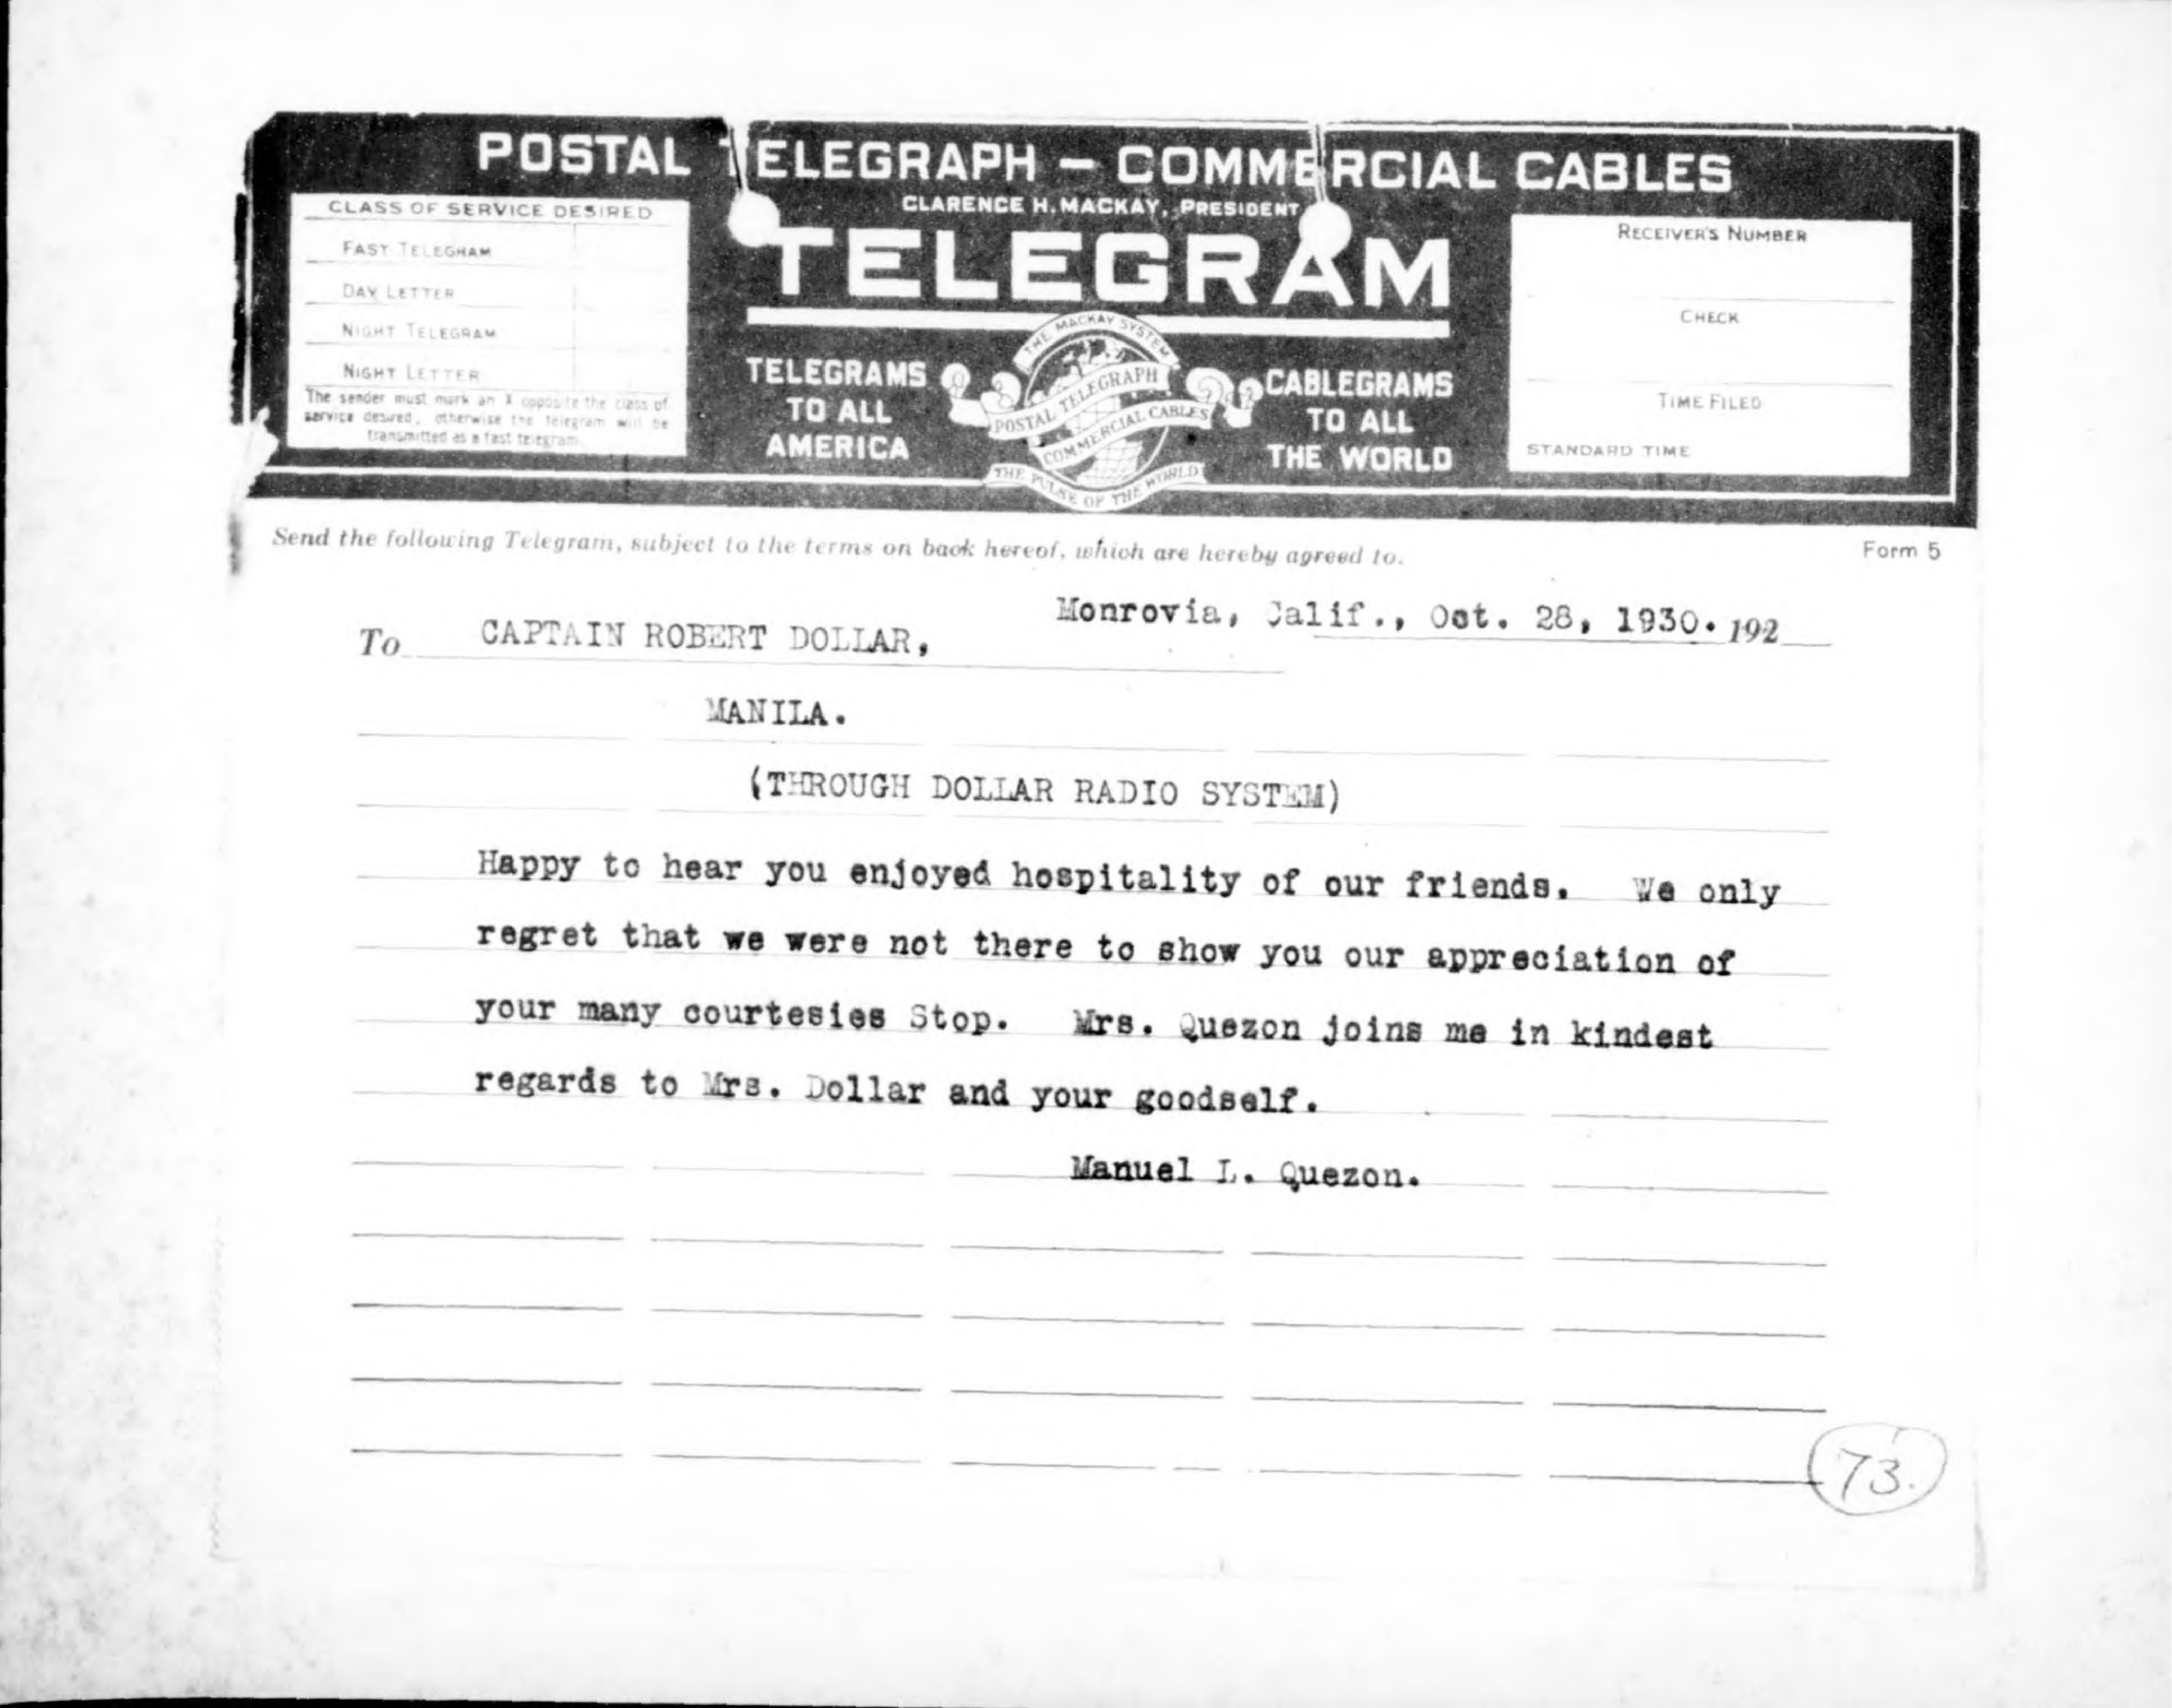 POSTAL TELEGRAPH – COMMERCIAL CABLES
CLARENCE H. MACKAY, PRESIDENT
TELEGRAM
CLASS OF SERVICE DESIRED
FAST TELEGRAM
DAY LETTER
NIGHT TELEGRAM
NIGHT LETTER
The sender must mark an X opposite the class of
service desired, otherwise the telegram will be
transmitted as a fast telegram.
TELEGRAMS
TO ALL
AMERICA
THE MACKAY SYSTEM
POSTAL TELEGRAPH
COMMERCIAL CABLES
THE PULSE OF THE WORLD
CABLEGRAMS
TO ALL
THE WORLD
RECEIVER'S NUMBER
CHECK
TIME FILED
STANDARD TIME
Send the following Telegram, subject to the terms on back hereof, which are hereby agreed to.
Form 5
Monrovia, Calif., Oct. 28, 1930. 192
To CAPTAIN ROBERT DOLLAR,
MANILA.
(THROUGH DOLLAR RADIO SYSTEM)
Happy to hear you enjoyed hospitality of our friends. We only
regret that we were not there to show you our appreciation of
your many courtesies Stop. Mrs. Quezon joins me in kindest
regards to Mrs. Dollar and your goodself.
Manuel L. Quezon.
73.